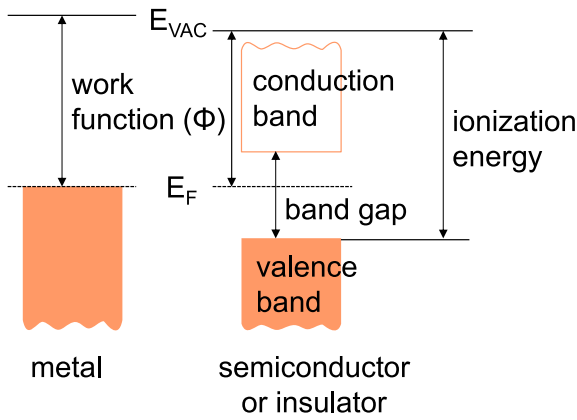 E_VAC
work
function (Φ)
conduction
band
ionization
energy
E_F
band gap
valence
band
metal
semiconductor
or insulator